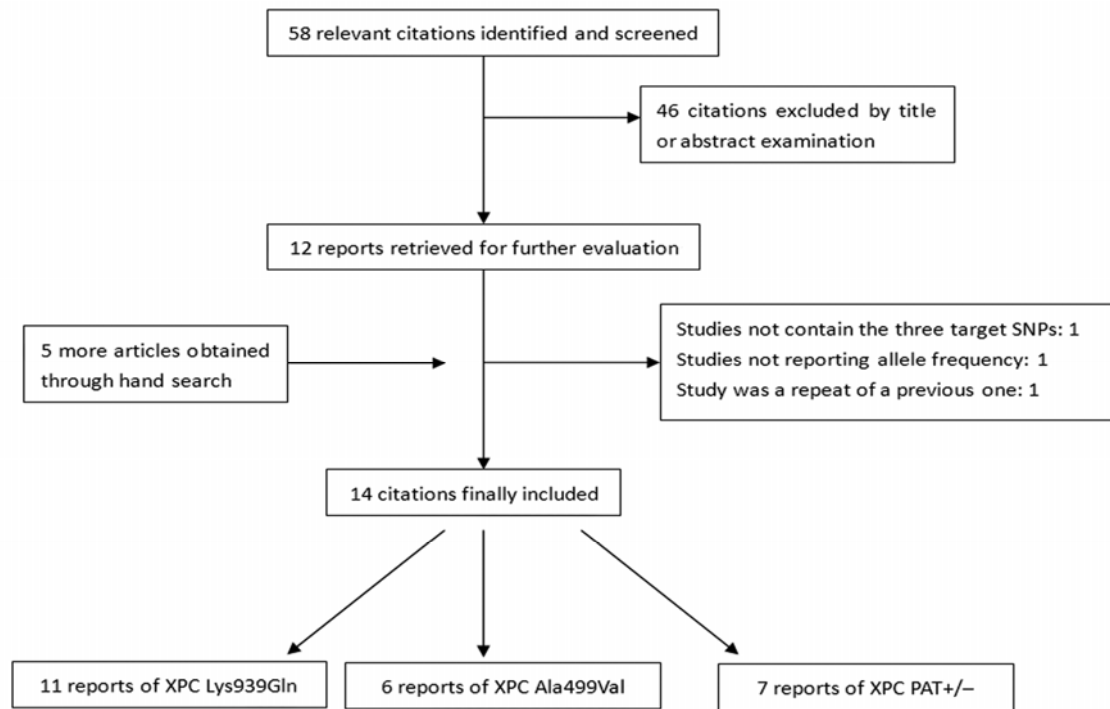 58 relevant citations identified and screened
46 citations excluded by title
or abstract examination
12 reports retrieved for further evaluation
5 more articles obtained
through hand search
Studies not contain the three target SNPs: 1
Studies not reporting allele frequency: 1
Study was a repeat of a previous one: 1
14 citations finally included
11 reports of XPC Lys939Gln
6 reports of XPC Ala499Val
7 reports of XPC PAT+/−